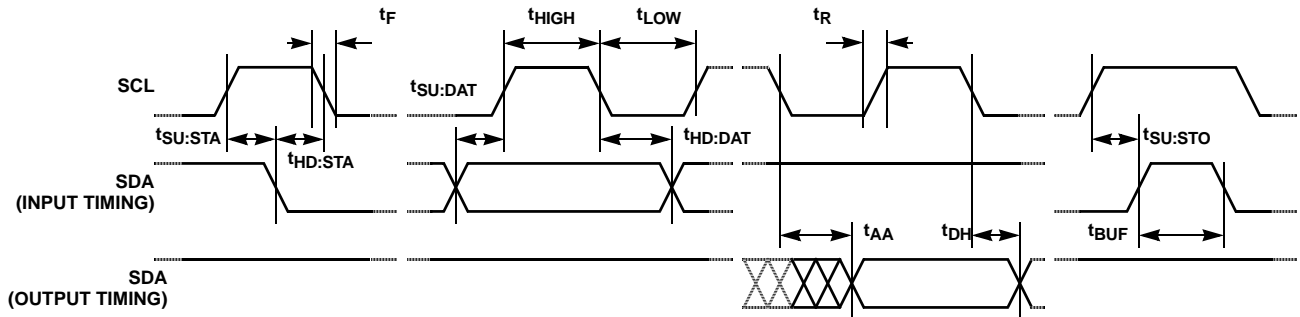 tF
tHIGH
tLOW
tR
SCL
tSU:DAT
tSU:STA
tHD:STA
tHD:DAT
tSU:STO
SDA
(INPUT TIMING)
tAA
tDH
tBUF
SDA
(OUTPUT TIMING)